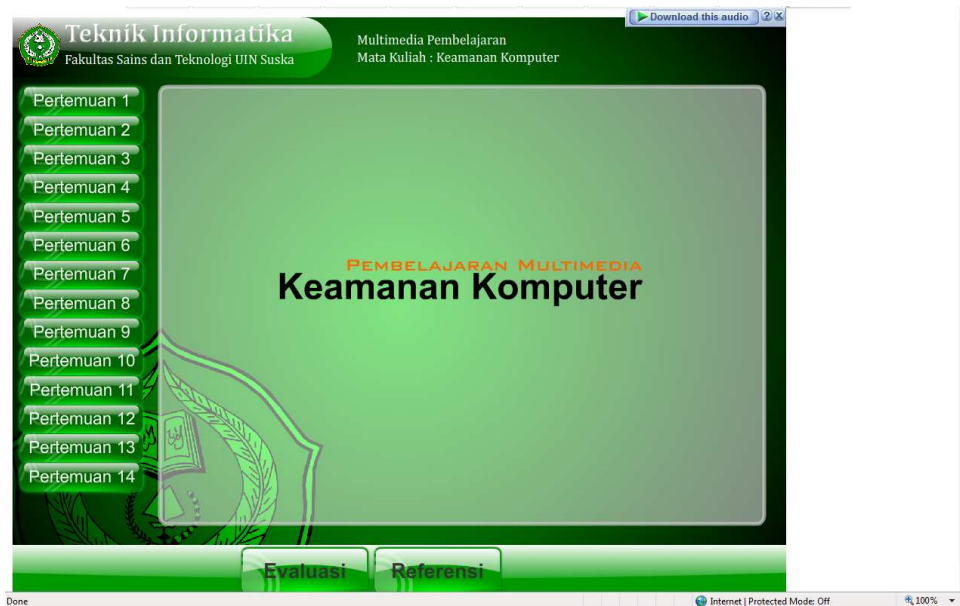 Download this audio ? X
Teknik Informatika
Fakultas Sains dan Teknologi UIN Suska
Multimedia Pembelajaran
Mata Kuliah : Keamanan Komputer
Pertemuan 1
Pertemuan 2
Pertemuan 3
Pertemuan 4
Pertemuan 5
Pertemuan 6
Pertemuan 7
Pertemuan 8
Pertemuan 9
Pertemuan 10
Pertemuan 11
Pertemuan 12
Pertemuan 13
Pertemuan 14
PEMBELAJARAN MULTIMEDIA
Keamanan Komputer
Evaluasi
Referensi
Done
Internet | Protected Mode: Off
100%